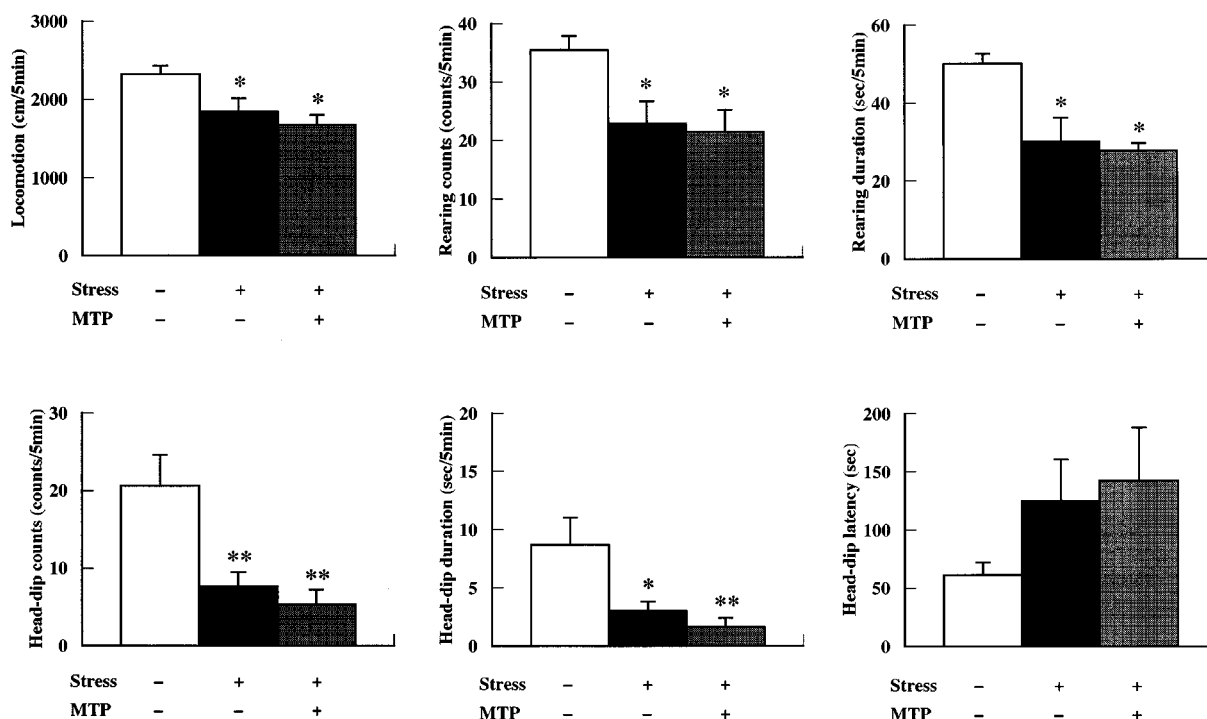 Locomotion (cm/5min)
3000
2000
1000
0
*
*
Stress – + +
MTP – – +
Rearing counts (counts/5min)
40
30
20
10
0
*
*
Stress – + +
MTP – – +
Rearing duration (sec/5min)
60
40
20
0
*
*
Stress – + +
MTP – – +
Head-dip counts (counts/5min)
30
20
10
0
**
**
Stress – + +
MTP – – +
Head-dip duration (sec/5min)
20
15
10
5
0
*
**
Stress – + +
MTP – – +
Head-dip latency (sec)
200
150
100
50
0
Stress – + +
MTP – – +